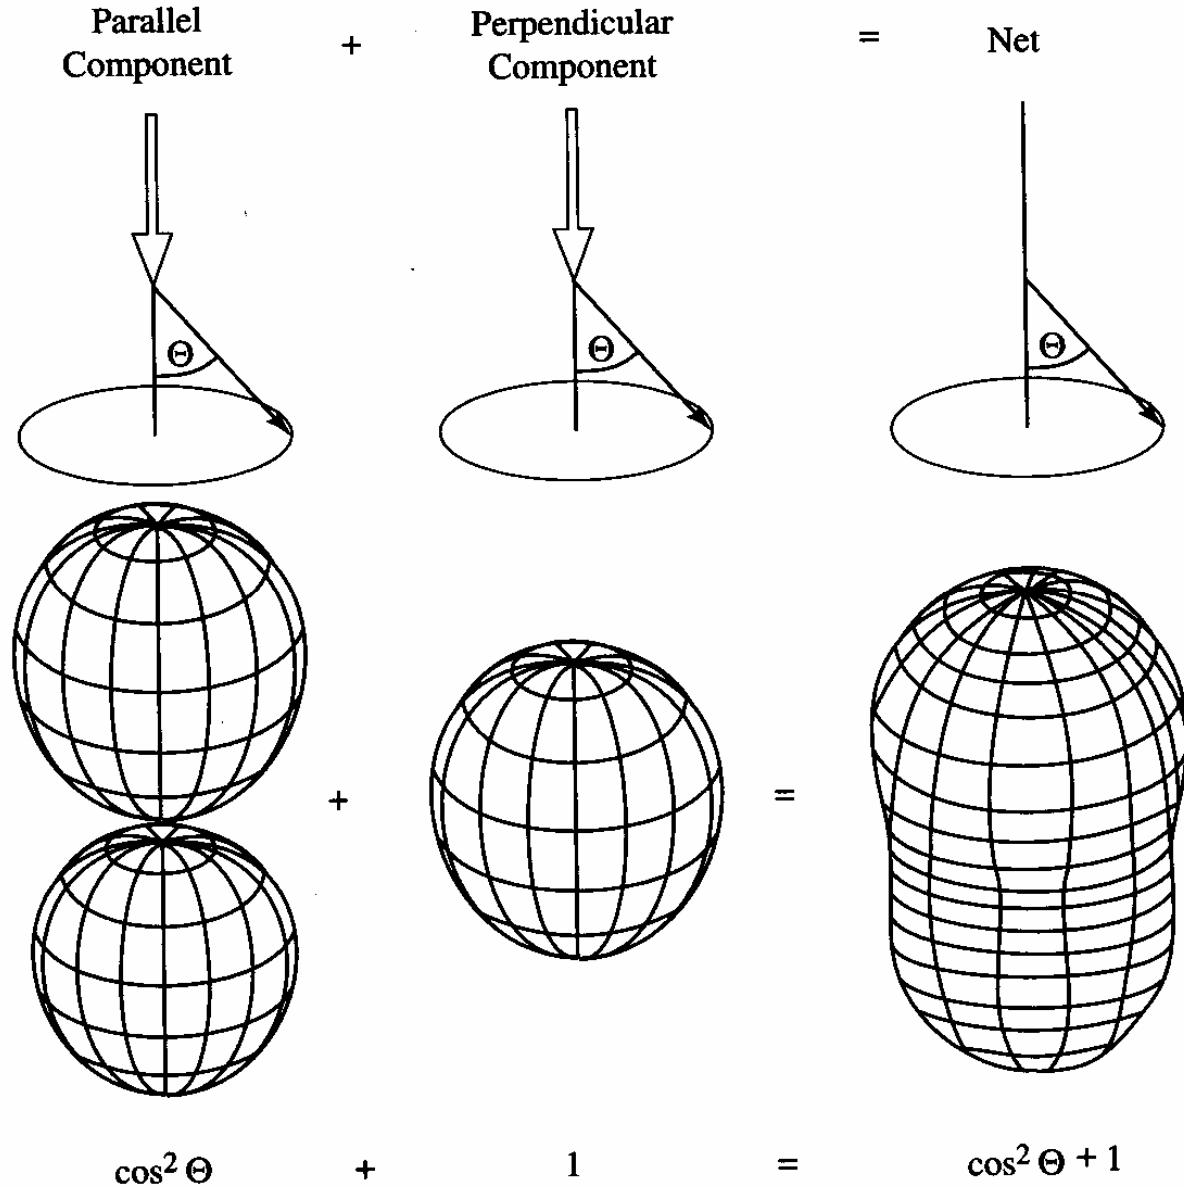 Parallel Component + Perpendicular Component = Net
Θ Θ Θ
+ =
cos² Θ + 1 = cos² Θ + 1